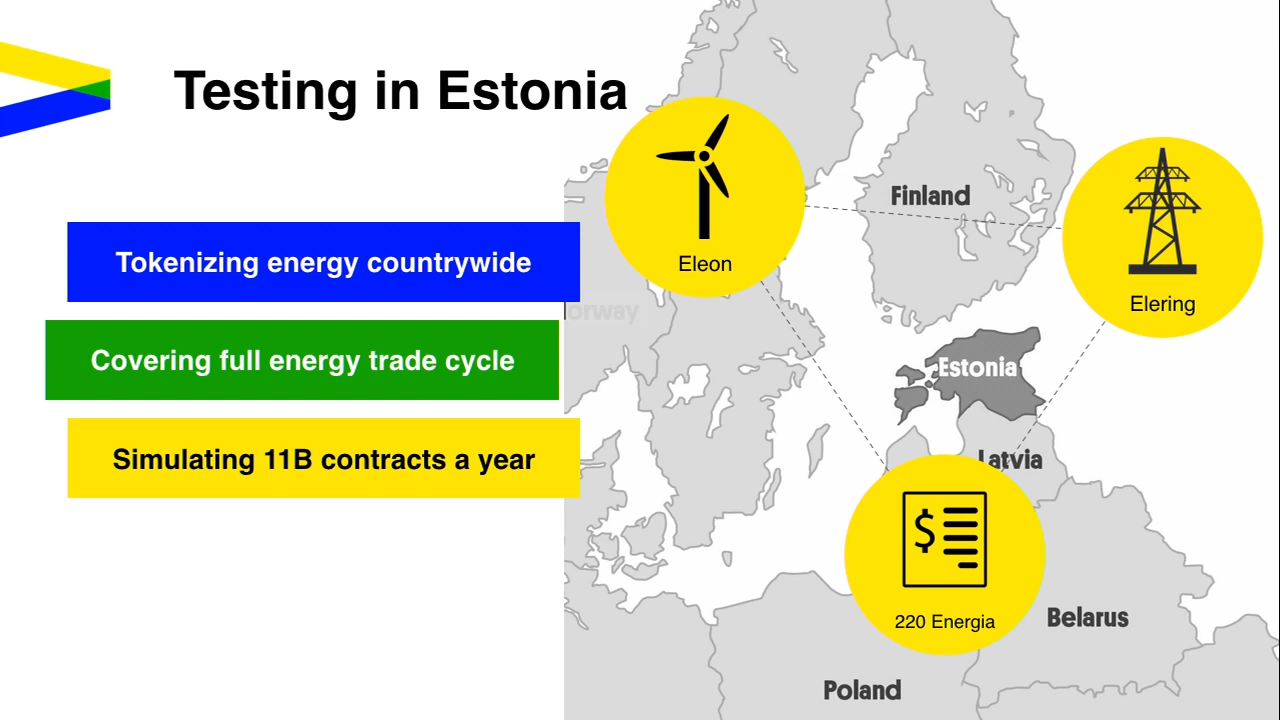 Testing in Estonia
Tokenizing energy countrywide
Covering full energy trade cycle
Simulating 11B contracts a year
Eleon
Finland
Elering
orway
Estonia
Latvia
$
220 Energia
Belarus
Poland